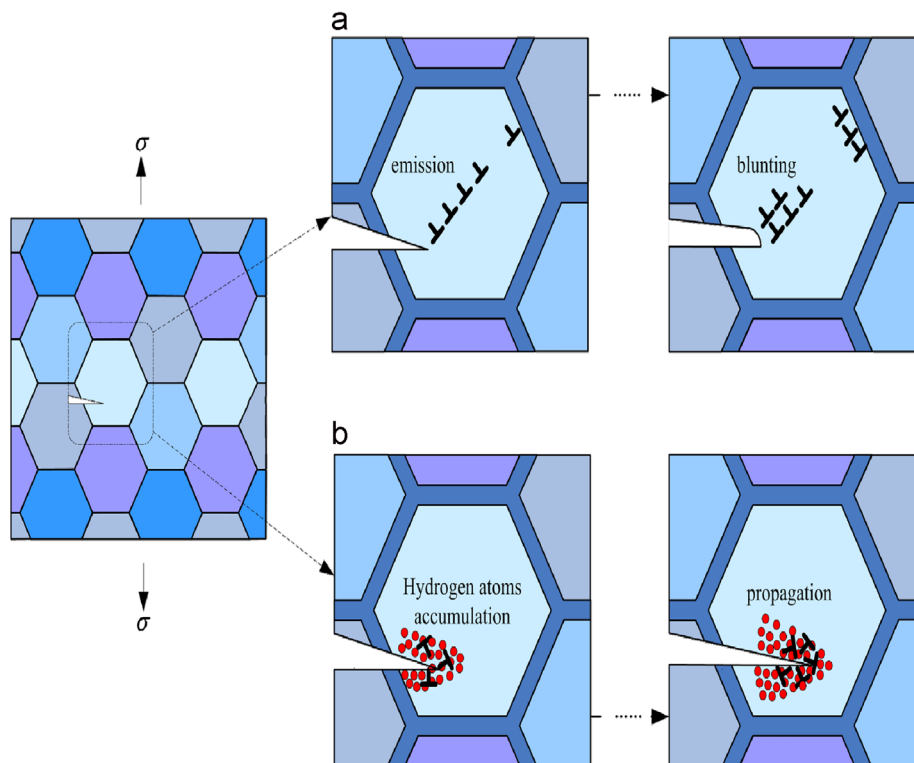 a
emission
blunting
σ
σ
b
Hydrogen atoms
accumulation
propagation